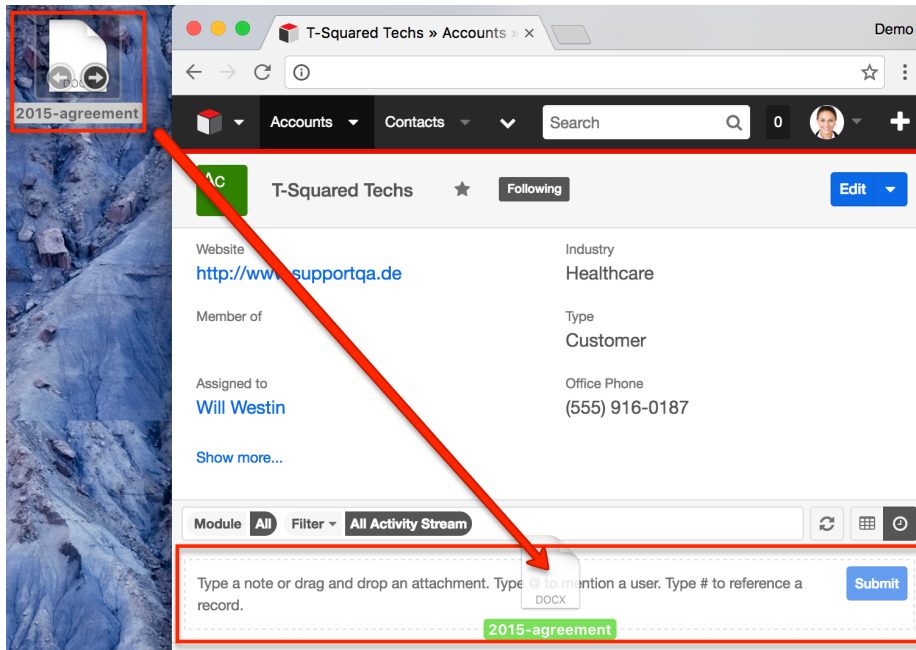 DOCX
2015-agreement
T-Squared Techs » Accounts »
Demo
Accounts
Contacts
Search
0
Ac
T-Squared Techs
Following
Edit
Website
Industry
http://www.supportqa.de
Healthcare
Member of
Type
Customer
Assigned to
Office Phone
Will Westin
(555) 916-0187
Show more...
Module All Filter All Activity Stream
Type a note or drag and drop an attachment. Type @ to mention a user. Type # to reference a
record.
Submit
DOCX
2015-agreement